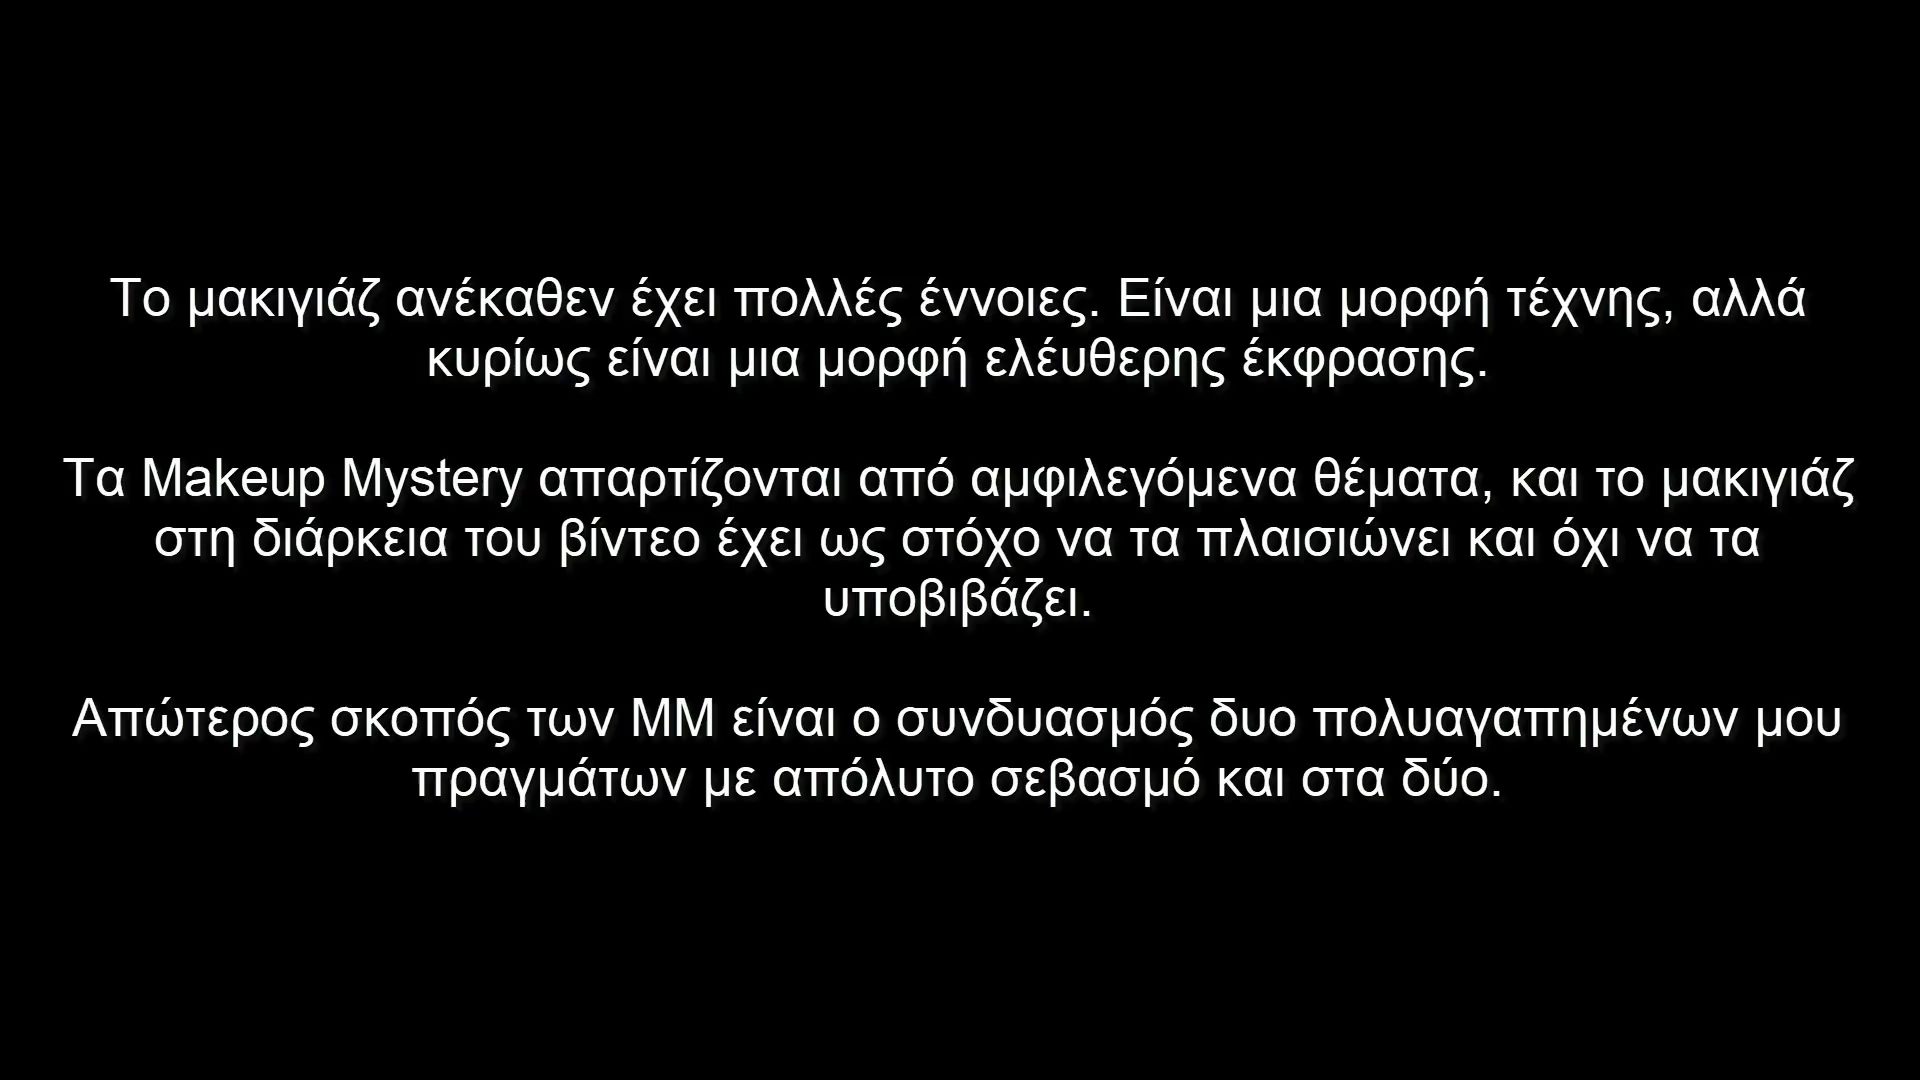 Το μακιγιάζ ανέκαθεν έχει πολλές έννοιες. Είναι μια μορφή τέχνης, αλλά
κυρίως είναι μια μορφή ελέυθερης έκφρασης.
Τα Makeup Mystery απαρτίζονται από αμφιλεγόμενα θέματα, και το μακιγιάζ
στη διάρκεια του βίντεο έχει ως στόχο να τα πλαισιώνει και όχι να τα
υποβιβάζει.
Απώτερος σκοπός των ΜΜ είναι ο συνδυασμός δυο πολυαγαπημένων μου
πραγμάτων με απόλυτο σεβασμό και στα δύο.